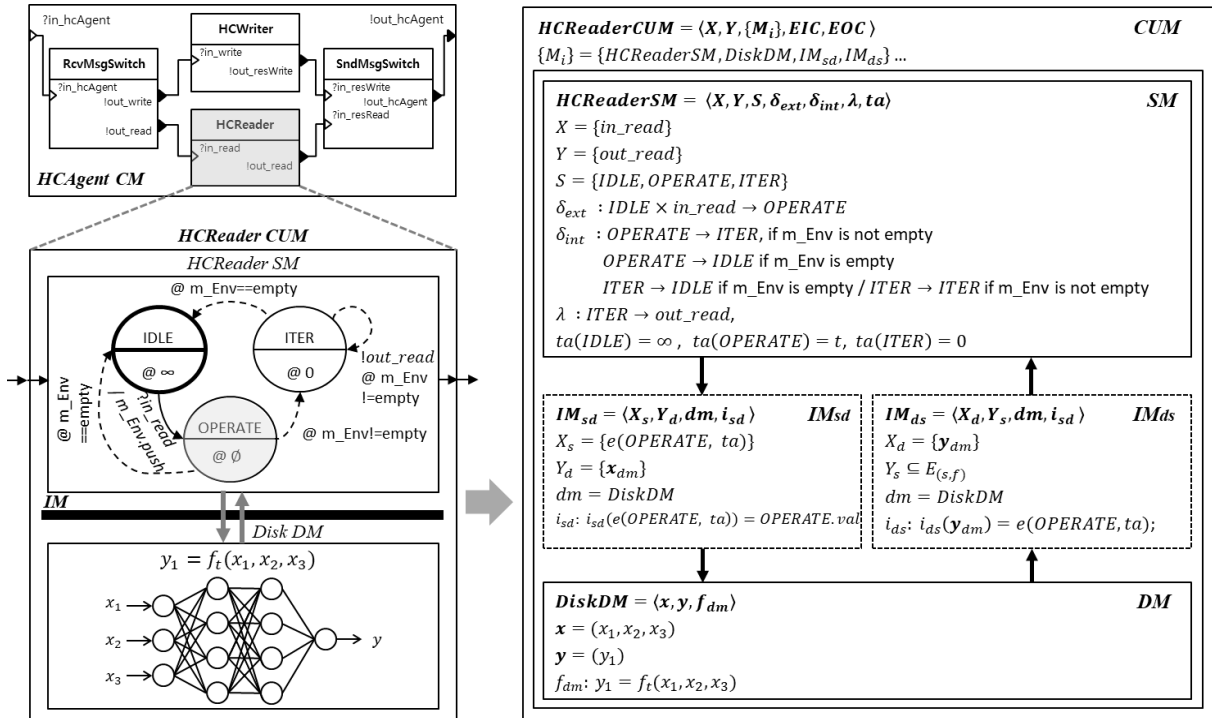 ?in_hcAgent
!out_hcAgent
HCWriter
?in_write
!out_resWrite
RcvMsgSwitch
?in_hcAgent
!out_write
!out_read
SndMsgSwitch
?in_resWrite
!out_hcAgent
?in_resRead
HCReader
?in_read
!out_read
HCAgent CM
HCReader CUM
HCReader SM
@ m_Env==empty
IDLE
@ ∞
ITER
@ 0
!out_read
@ m_Env
!=empty
@ m_Env
==empty
?in_read
| m_Env.push
OPERATE
@ Ø
@ m_Env!=empty
IM
Disk DM
y₁ = fₜ(x₁, x₂, x₃)
x₁
x₂
x₃
y
HCReaderCUM = ⟨X, Y, {Mᵢ}, EIC, EOC ⟩ CUM
{Mᵢ} = {HCReaderSM, DiskDM, IM_sd, IM_ds} ...
HCReaderSM = ⟨X, Y, S, δ_ext, δ_int, λ, ta⟩ SM
X = {in_read}
Y = {out_read}
S = {IDLE, OPERATE, ITER}
δ_ext : IDLE × in_read → OPERATE
δ_int : OPERATE → ITER, if m_Env is not empty
OPERATE → IDLE if m_Env is empty
ITER → IDLE if m_Env is empty / ITER → ITER if m_Env is not empty
λ : ITER → out_read,
ta(IDLE) = ∞ , ta(OPERATE) = t, ta(ITER) = 0
IM_sd = ⟨X_s, Y_d, dm, i_sd ⟩ IMsd
X_s = {e(OPERATE, ta)}
Y_d = {x_dm}
dm = DiskDM
i_sd: i_sd(e(OPERATE, ta)) = OPERATE.val
IM_ds = ⟨X_d, Y_s, dm, i_sd ⟩ IMds
X_d = {y_dm}
Y_s ⊆ E_(s,f)
dm = DiskDM
i_ds: i_ds(y_dm) = e(OPERATE, ta);
DiskDM = ⟨x, y, f_dm⟩ DM
x = (x₁, x₂, x₃)
y = (y₁)
f_dm: y₁ = fₜ(x₁, x₂, x₃)